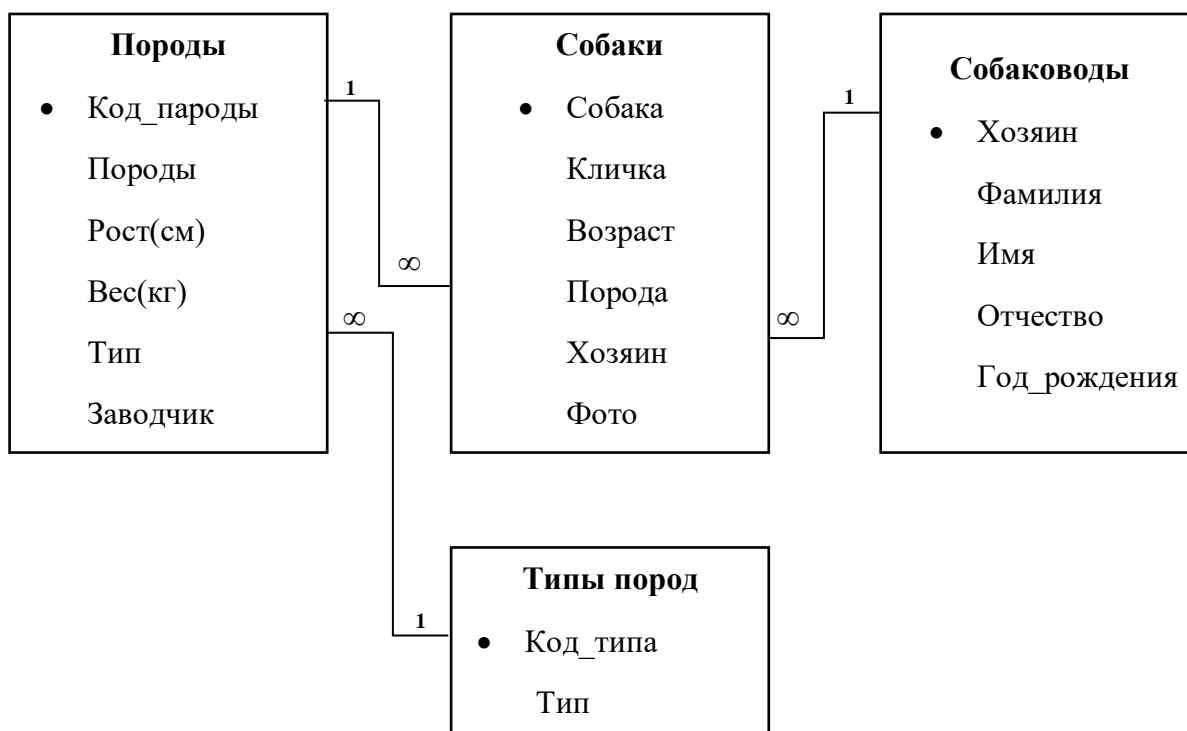 Породы
• Код_пароды
Породы
Рост(см)
Вес(кг)
Тип
Заводчик
1
∞
∞
Собаки
• Собака
Кличка
Возраст
Порода
Хозяин
Фото
1
∞
Собаководы
• Хозяин
Фамилия
Имя
Отчество
Год_рождения
1
Типы пород
• Код_типа
Тип